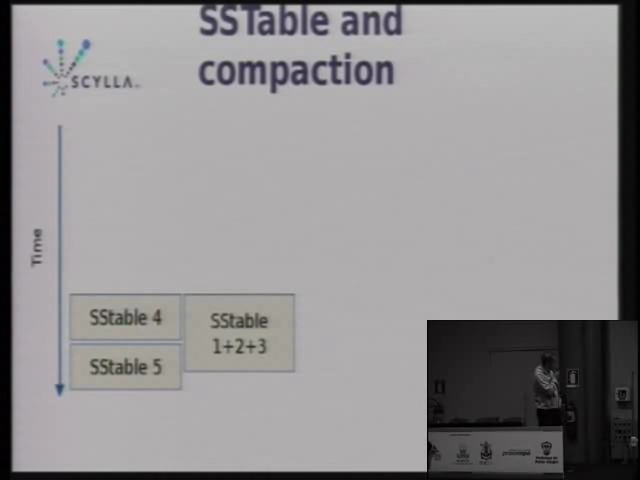 SSTable and
compaction
SCYLLA
Time
SStable 4
SStable
1+2+3
SStable 5